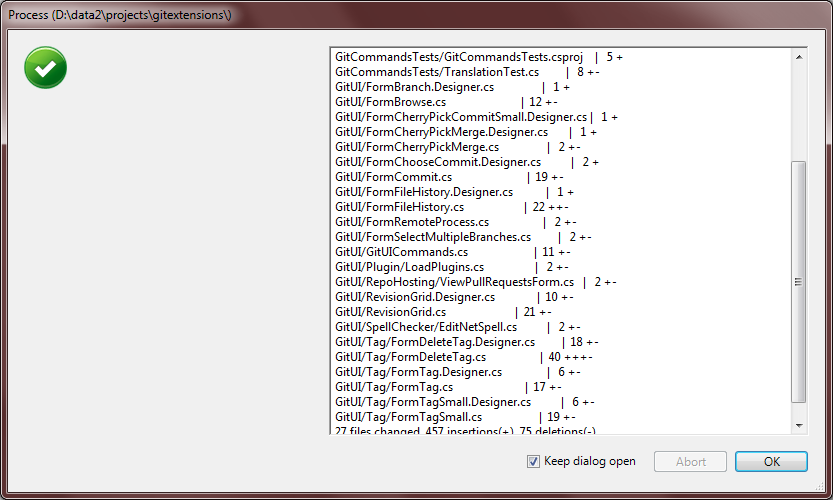 Process (D:\data2\projects\gitextensions\)
GitCommandsTests/GitCommandsTests.csproj | 5 +
GitCommandsTests/TranslationTest.cs | 8 +-
GitUI/FormBranch.Designer.cs | 1 +
GitUI/FormBrowse.cs | 12 +-
GitUI/FormCherryPickCommitSmall.Designer.cs | 1 +
GitUI/FormCherryPickMerge.Designer.cs | 1 +
GitUI/FormCherryPickMerge.cs | 2 +-
GitUI/FormChooseCommit.Designer.cs | 2 +
GitUI/FormCommit.cs | 19 +-
GitUI/FormFileHistory.Designer.cs | 1 +
GitUI/FormFileHistory.cs | 22 ++-
GitUI/FormRemoteProcess.cs | 2 +-
GitUI/FormSelectMultipleBranches.cs | 2 +-
GitUI/GitUICommands.cs | 11 +-
GitUI/Plugin/LoadPlugins.cs | 2 +-
GitUI/RepoHosting/ViewPullRequestsForm.cs | 2 +-
GitUI/RevisionGrid.Designer.cs | 10 +-
GitUI/RevisionGrid.cs | 21 +-
GitUI/SpellChecker/EditNetSpell.cs | 2 +-
GitUI/Tag/FormDeleteTag.Designer.cs | 18 +-
GitUI/Tag/FormDeleteTag.cs | 40 +++-
GitUI/Tag/FormTag.Designer.cs | 6 +-
GitUI/Tag/FormTag.cs | 17 +-
GitUI/Tag/FormTagSmall.Designer.cs | 6 +-
GitUI/Tag/FormTagSmall.cs | 19 +-
27 files changed, 457 insertions(+), 75 deletions(-)
Keep dialog open
Abort
OK